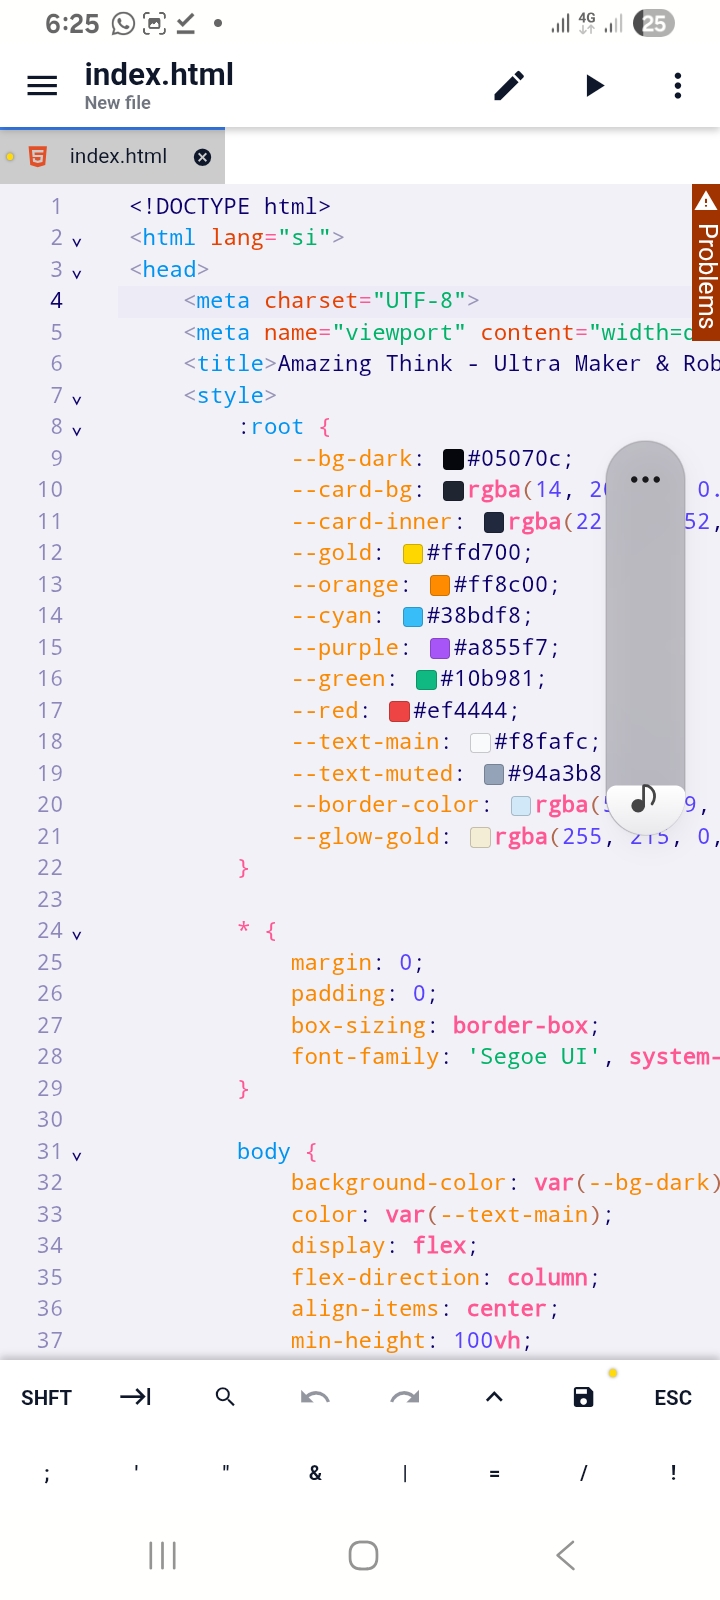 6:25
4G
25
index.html
New file
index.html
Problems
1 <!DOCTYPE html>
2 <html lang="si">
3 <head>
4 <meta charset="UTF-8">
5 <meta name="viewport" content="width=
6 <title>Amazing Think - Ultra Maker & Rob
7 <style>
8 :root {
9 --bg-dark: #05070c;
10 --card-bg: rgba(14, 0.
11 --card-inner: rgba(22 52,
12 --gold: #ffd700;
13 --orange: #ff8c00;
14 --cyan: #38bdf8;
15 --purple: #a855f7;
16 --green: #10b981;
17 --red: #ef4444;
18 --text-main: #f8fafc;
19 --text-muted: #94a3b8
20 --border-color: rgba( 9,
21 --glow-gold: rgba(255, 215, 0,
22 }
23
24 * {
25 margin: 0;
26 padding: 0;
27 box-sizing: border-box;
28 font-family: 'Segoe UI', system-
29 }
30
31 body {
32 background-color: var(--bg-dark)
33 color: var(--text-main);
34 display: flex;
35 flex-direction: column;
36 align-items: center;
37 min-height: 100vh;
SHFT ESC
; ' " & | = / !